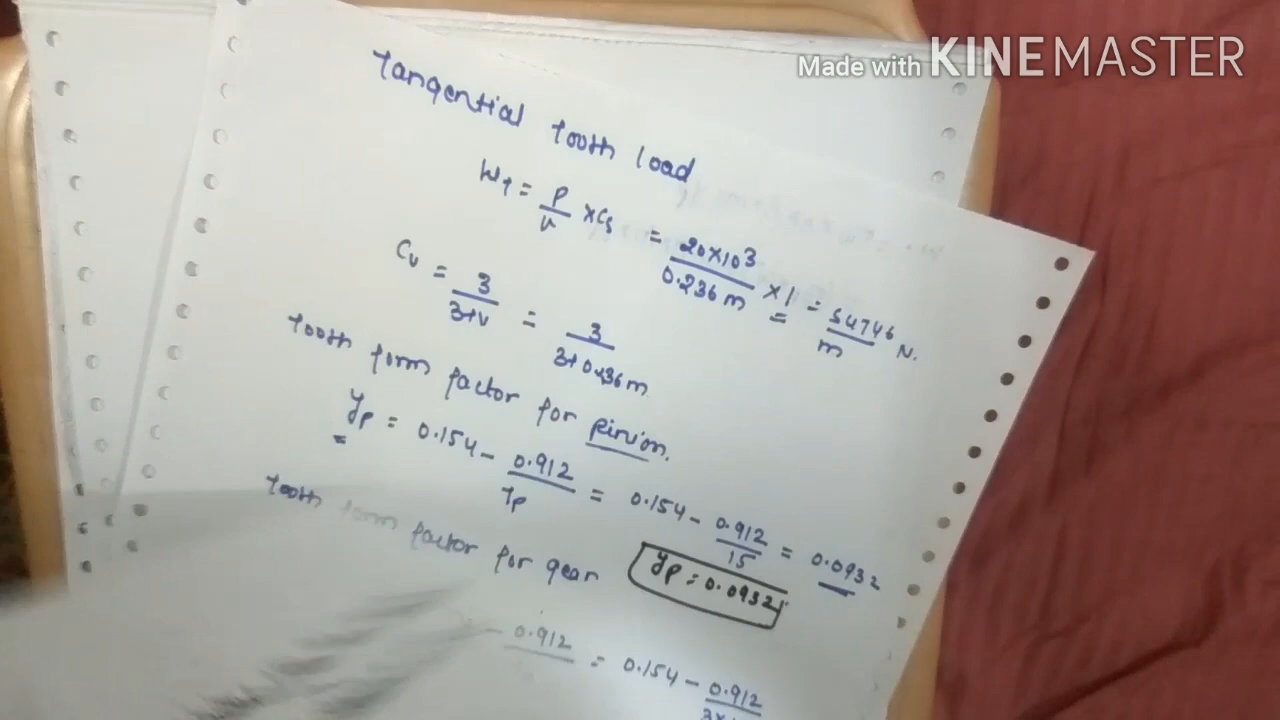 Made with KINEMASTER
Tangential tooth load
WT = P/v × Cs = 20×10³/0.236 m × 1 = 54746/m N.
Cv = 3/3+v = 3/3+0.236 m
Tooth form factor for pinion.
yp = 0.154 - 0.912/Tp = 0.154 - 0.912/15 = 0.0932
Tooth form factor for gear
yp = 0.0932
- 0.912 = 0.154 - 0.912